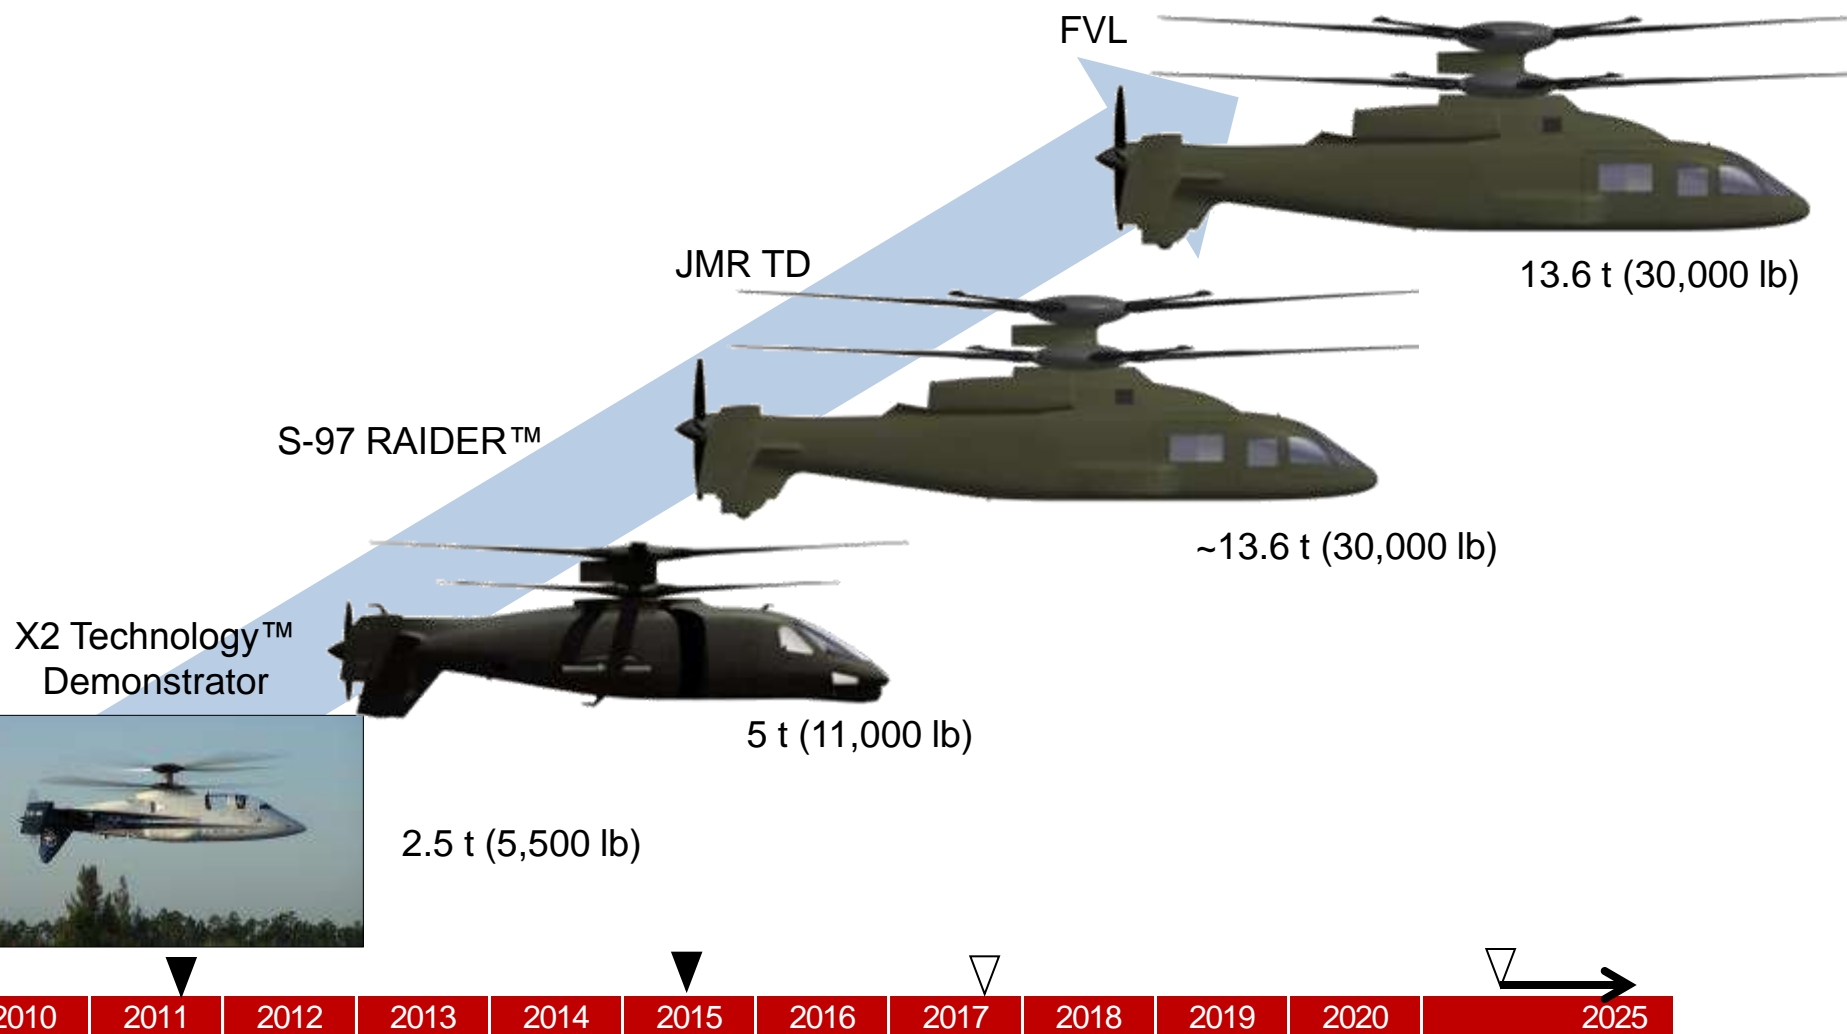 FVL
13.6 t (30,000 lb)
JMR TD
~13.6 t (30,000 lb)
S-97 RAIDER™
5 t (11,000 lb)
X2 Technology™
Demonstrator
2.5 t (5,500 lb)
2010 2011 2012 2013 2014 2015 2016 2017 2018 2019 2020 2025